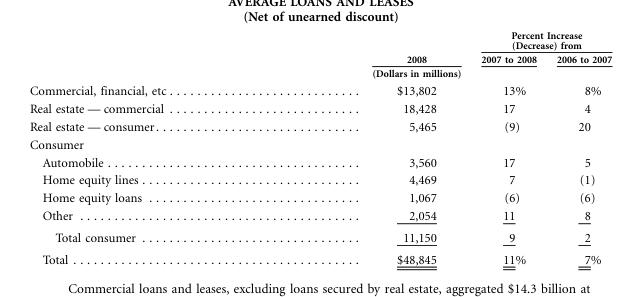 AVERAGE LOANS AND LEASES
(Net of unearned discount)
Percent Increase
(Decrease) from
2008 2007 to 2008 2006 to 2007
(Dollars in millions)
Commercial, financial, etc . . . . . . . . . . . . . . . . . . . . . . . . . . . . $13,802 13% 8%
Real estate — commercial . . . . . . . . . . . . . . . . . . . . . . . . . . . . 18,428 17 4
Real estate — consumer . . . . . . . . . . . . . . . . . . . . . . . . . . . . . . 5,465 (9) 20
Consumer
Automobile . . . . . . . . . . . . . . . . . . . . . . . . . . . . . . . . . . . . 3,560 17 5
Home equity lines . . . . . . . . . . . . . . . . . . . . . . . . . . . . . . . 4,469 7 (1)
Home equity loans . . . . . . . . . . . . . . . . . . . . . . . . . . . . . . . 1,067 (6) (6)
Other . . . . . . . . . . . . . . . . . . . . . . . . . . . . . . . . . . . . . . . . 2,054 11 8
Total consumer . . . . . . . . . . . . . . . . . . . . . . . . . . . . . . . 11,150 9 2
Total . . . . . . . . . . . . . . . . . . . . . . . . . . . . . . . . . . . . . . . . . $48,845 11% 7%
Commercial loans and leases, excluding loans secured by real estate, aggregated $14.3 billion at